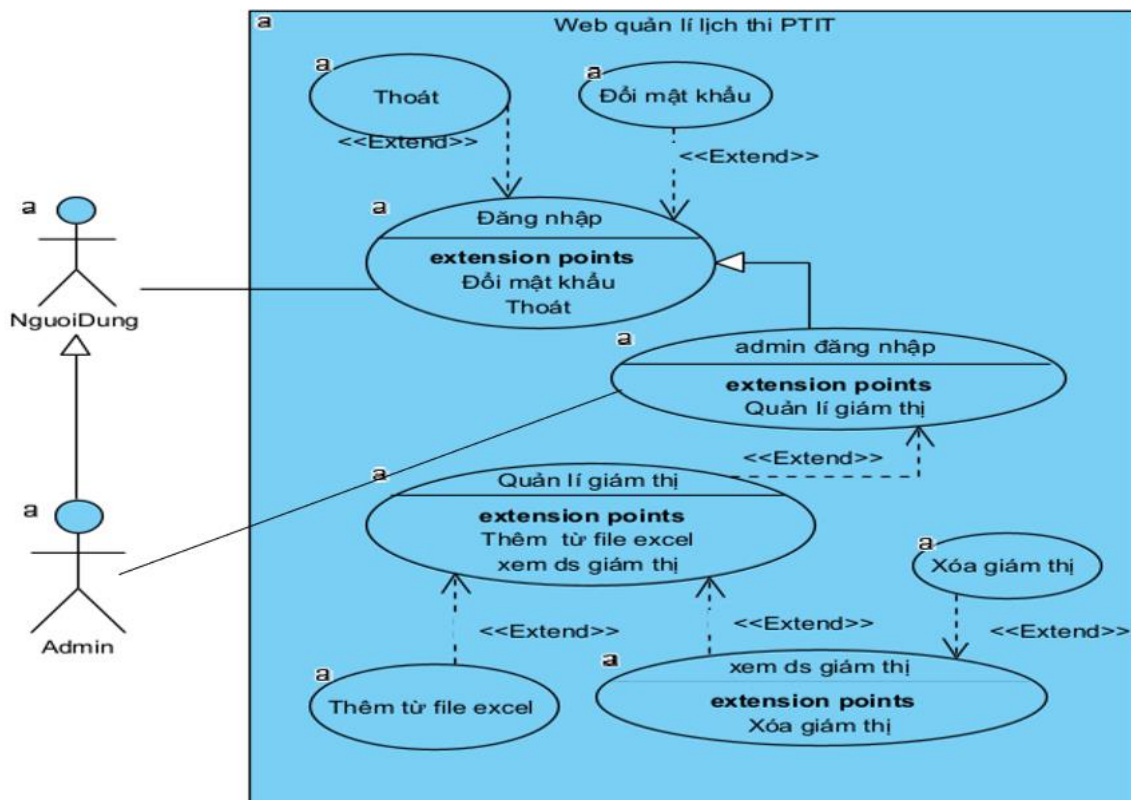 a
Web quản lí lịch thi PTIT
a
Thoát
a
Đổi mật khẩu
<<Extend>>
<<Extend>>
a
NguoiDung
a
Đăng nhập
extension points
Đổi mật khẩu
Thoát
a
admin đăng nhập
extension points
Quản lí giám thị
<<Extend>>
a
Quản lí giám thị
extension points
Thêm từ file excel
xem ds giám thị
a
Admin
a
Xóa giám thị
<<Extend>>
<<Extend>>
<<Extend>>
a
Thêm từ file excel
a
xem ds giám thị
extension points
Xóa giám thị